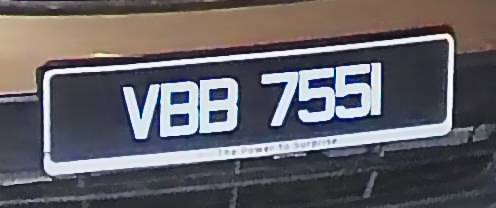 VBB 7551
The Power to Surprise